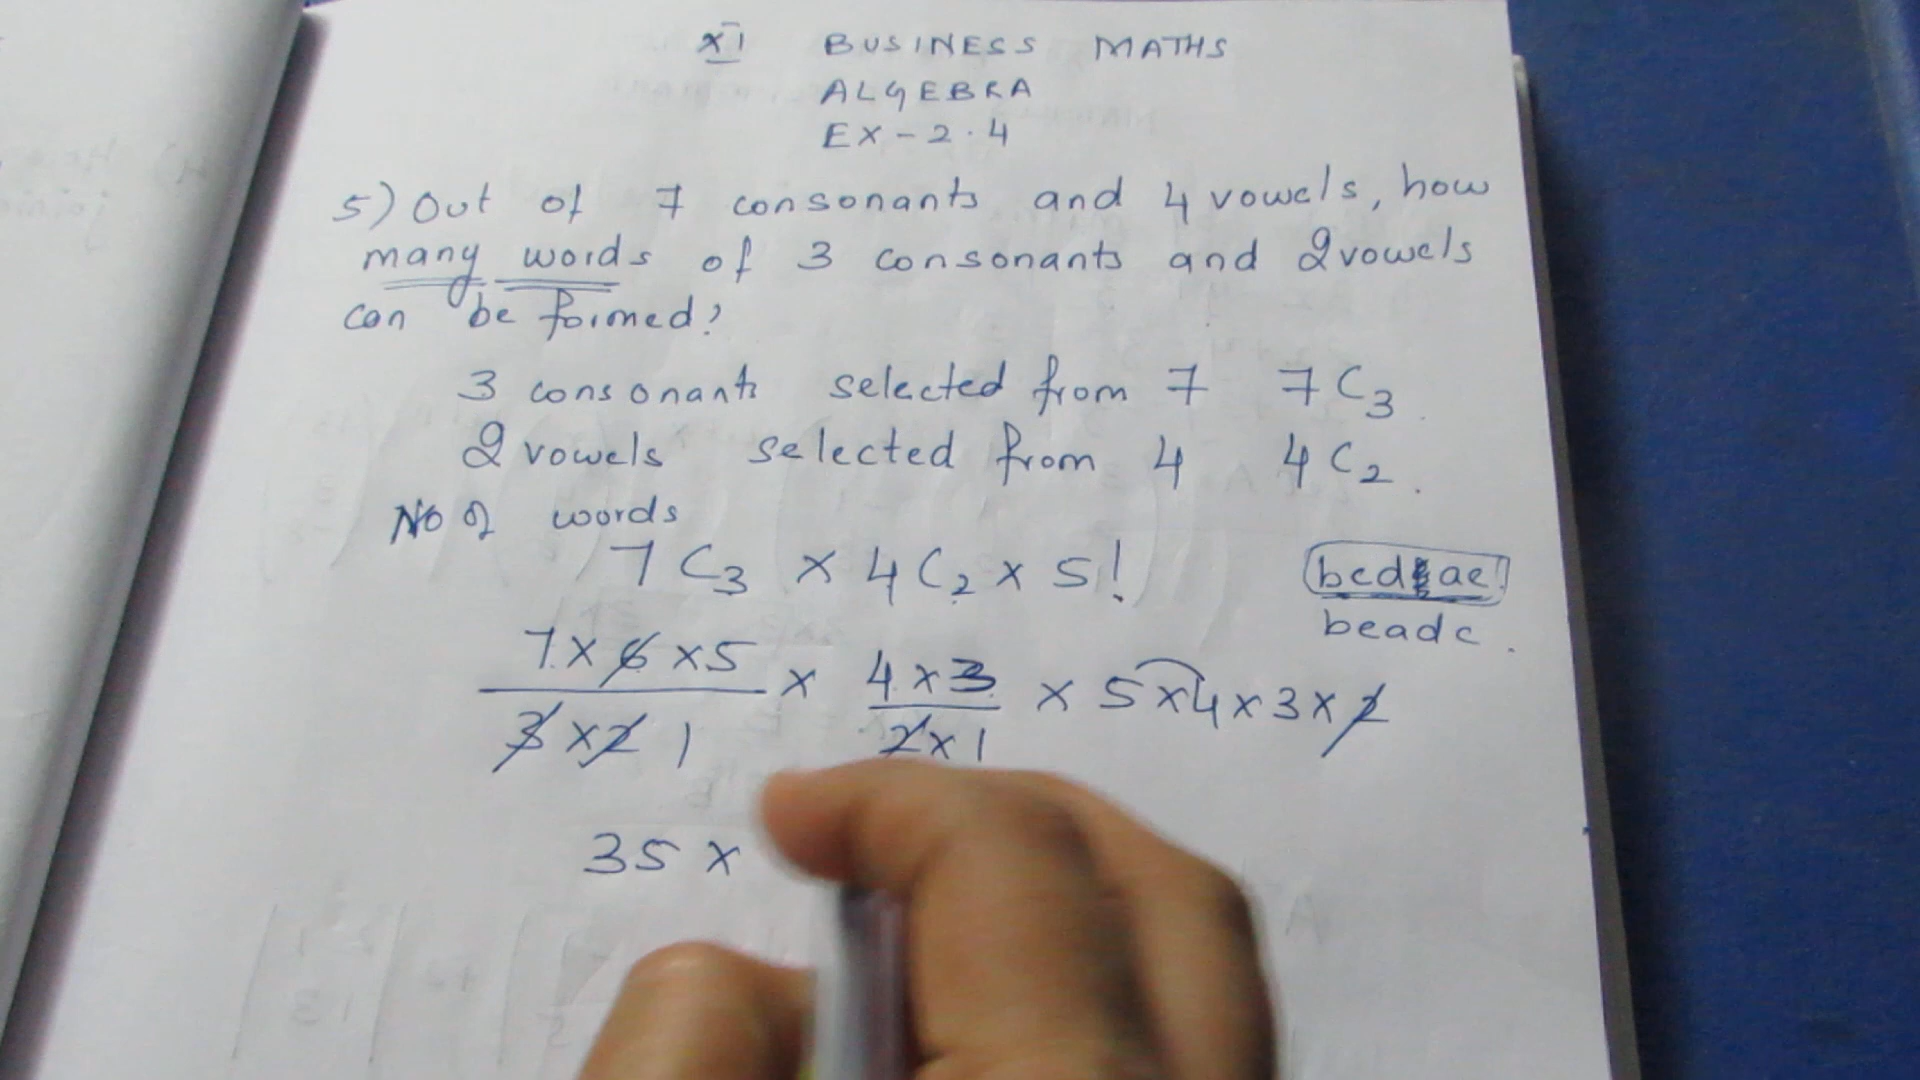 XI BUSINESS MATHS
ALGEBRA
EX-2.4
5) Out of 7 consonants and 4 vowels, how
many words of 3 consonants and 2 vowels
can be formed?
3 consonants selected from 7 7C3.
2 vowels selected from 4 4C2.
No of words
7C3 × 4C2 × 5!
bcd ae
beadc.
7×6×5 × 4×3 × 5×4×3×2
3×2 1 2×1
35 ×